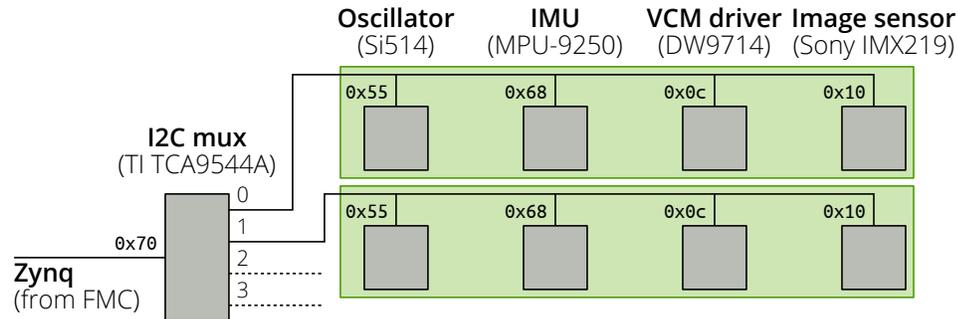 Oscillator IMU VCM driver Image sensor
(Si514) (MPU-9250) (DW9714) (Sony IMX219)
0x55 0x68 0x0c 0x10
I2C mux
(TI TCA9544A)
0
0x55 0x68 0x0c 0x10
1
0x70
2
Zynq
3
(from FMC)